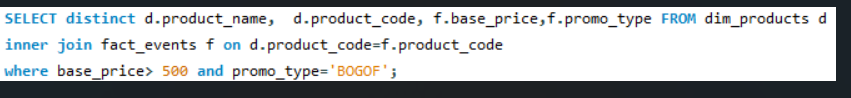 SELECT distinct d.product_name,  d.product_code, f.base_price,f.promo_type FROM dim_products d
inner join fact_events f on d.product_code=f.product_code
where base_price> 500 and promo_type='BOGOF';